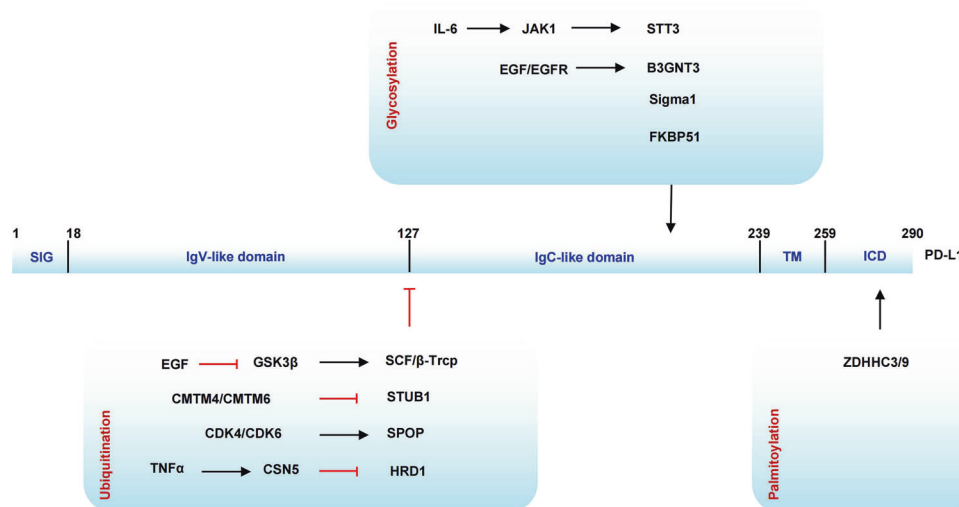 IL-6 JAK1 STT3
EGF/EGFR B3GNT3
Sigma1
FKBP51
Glycosylation
1 18 127 239 259 290
SIG IgV-like domain IgC-like domain TM ICD PD-L1
EGF GSK3β SCF/β-Trcp
CMTM4/CMTM6 STUB1
CDK4/CDK6 SPOP
TNFα CSN5 HRD1
Ubiquitination
ZDHHC3/9
Palmitoylation